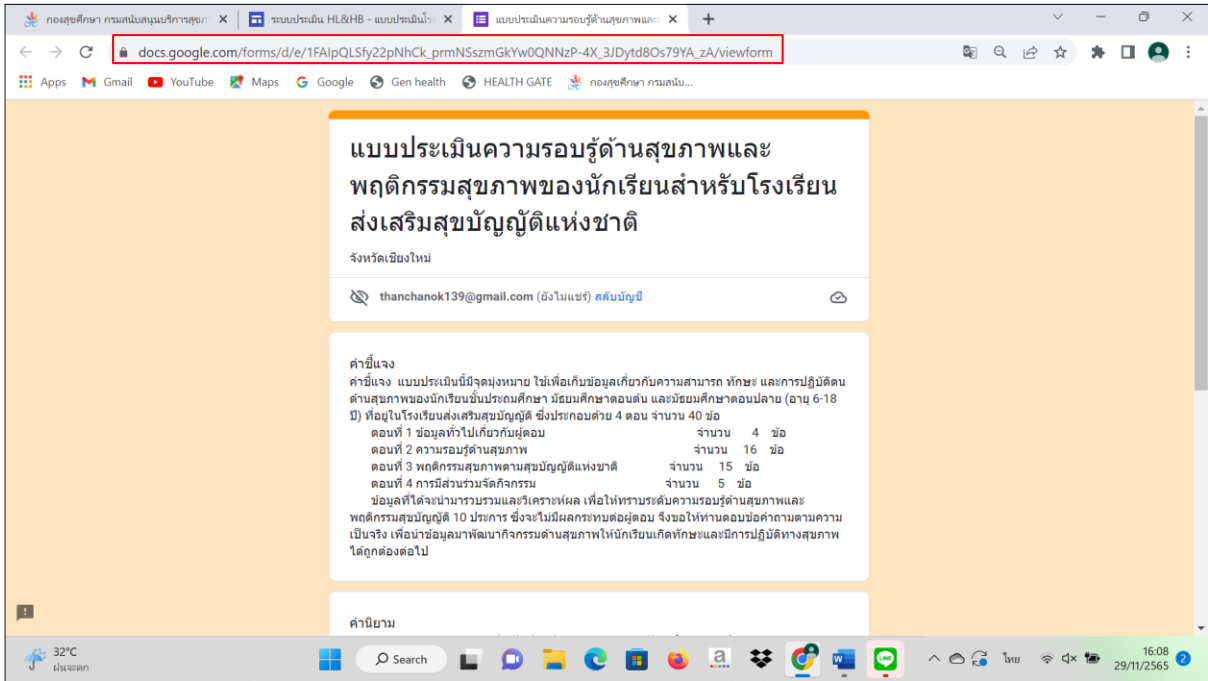 กองสุขศึกษา กรมสนับสนุนบริการสุขภา
ระบบประเมิน HL&HB - แบบประเมินโร
แบบประเมินความรอบรู้ด้านสุขภาพและ
docs.google.com/forms/d/e/1FAIpQLSfy22pNhCk_prmNSszmGkYw0QNNzP-4X_3JDytd8Os79YA_zA/viewform
Apps Gmail YouTube Maps Google Gen health HEALTH GATE กองสุขศึกษา กรมสนับ...
แบบประเมินความรอบรู้ด้านสุขภาพและ
พฤติกรรมสุขภาพของนักเรียนสำหรับโรงเรียน
ส่งเสริมสุขบัญญัติแห่งชาติ
จังหวัดเชียงใหม่
thanchanok139@gmail.com (ยังไม่แชร์) สลับบัญชี
คำชี้แจง
คำชี้แจง แบบประเมินนี้มีจุดมุ่งหมาย ใช้เพื่อเก็บข้อมูลเกี่ยวกับความสามารถ ทักษะ และการปฏิบัติตน
ด้านสุขภาพของนักเรียนชั้นประถมศึกษา มัธยมศึกษาตอนต้น และมัธยมศึกษาตอนปลาย (อายุ 6-18
ปี) ที่อยู่ในโรงเรียนส่งเสริมสุขบัญญัติ ซึ่งประกอบด้วย 4 ตอน จำนวน 40 ข้อ
ตอนที่ 1 ข้อมูลทั่วไปเกี่ยวกับผู้ตอบ จำนวน 4 ข้อ
ตอนที่ 2 ความรอบรู้ด้านสุขภาพ จำนวน 16 ข้อ
ตอนที่ 3 พฤติกรรมสุขภาพตามสุขบัญญัติแห่งชาติ จำนวน 15 ข้อ
ตอนที่ 4 การมีส่วนร่วมจัดกิจกรรม จำนวน 5 ข้อ
ข้อมูลที่ได้จะนำมารวบรวมและวิเคราะห์ผล เพื่อให้ทราบระดับความรอบรู้ด้านสุขภาพและ
พฤติกรรมสุขบัญญัติ 10 ประการ ซึ่งจะไม่มีผลกระทบต่อผู้ตอบ จึงขอให้ท่านตอบข้อคำถามตามความ
เป็นจริง เพื่อนำข้อมูลมาพัฒนากิจกรรมด้านสุขภาพให้นักเรียนเกิดทักษะและมีการปฏิบัติทางสุขภาพ
ได้ถูกต้องต่อไป
คำนิยาม
32°C
ฝนจะตก
Search
ไทย
16:08
29/11/2565
2